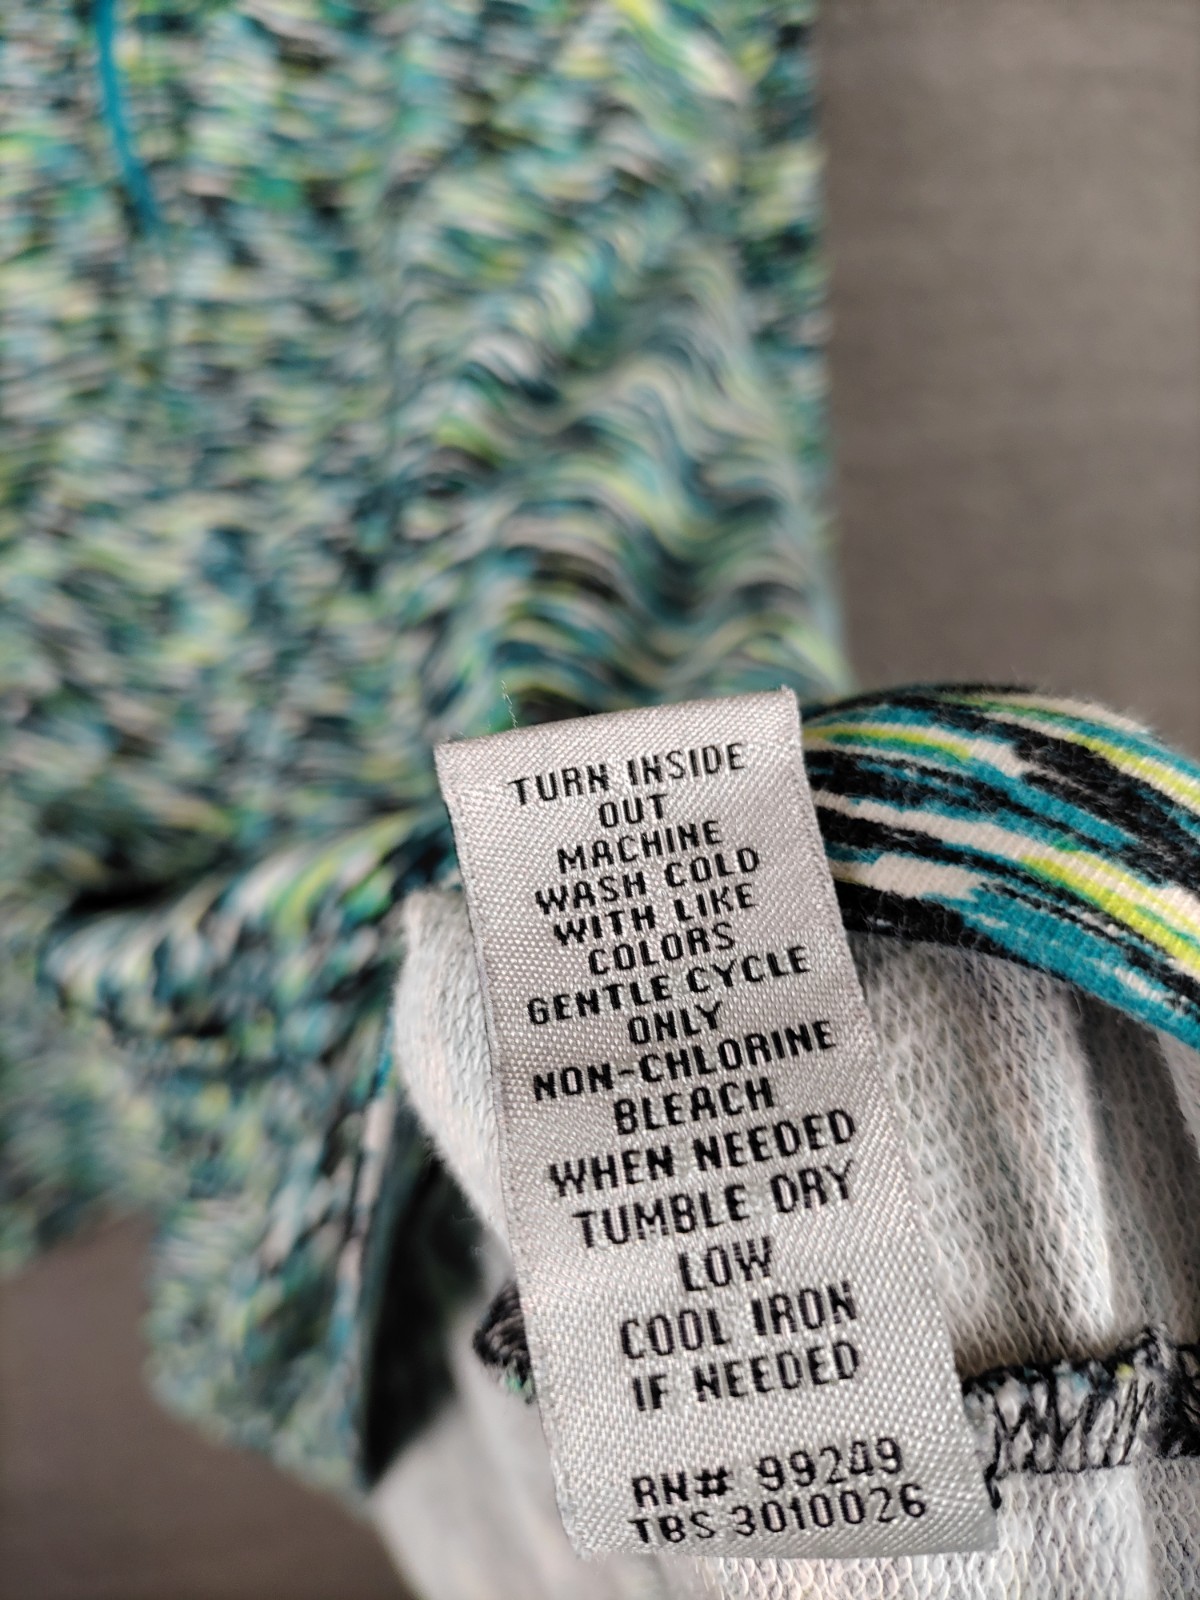 TURN INSIDE
OUT
MACHINE
WASH COLD
WITH LIKE
COLORS
GENTLE CYCLE
ONLY
NON-CHLORINE
BLEACH
WHEN NEEDED
TUMBLE DRY
LOW
COOL IRON
IF NEEDED
RN# 99249
TBS 3010026